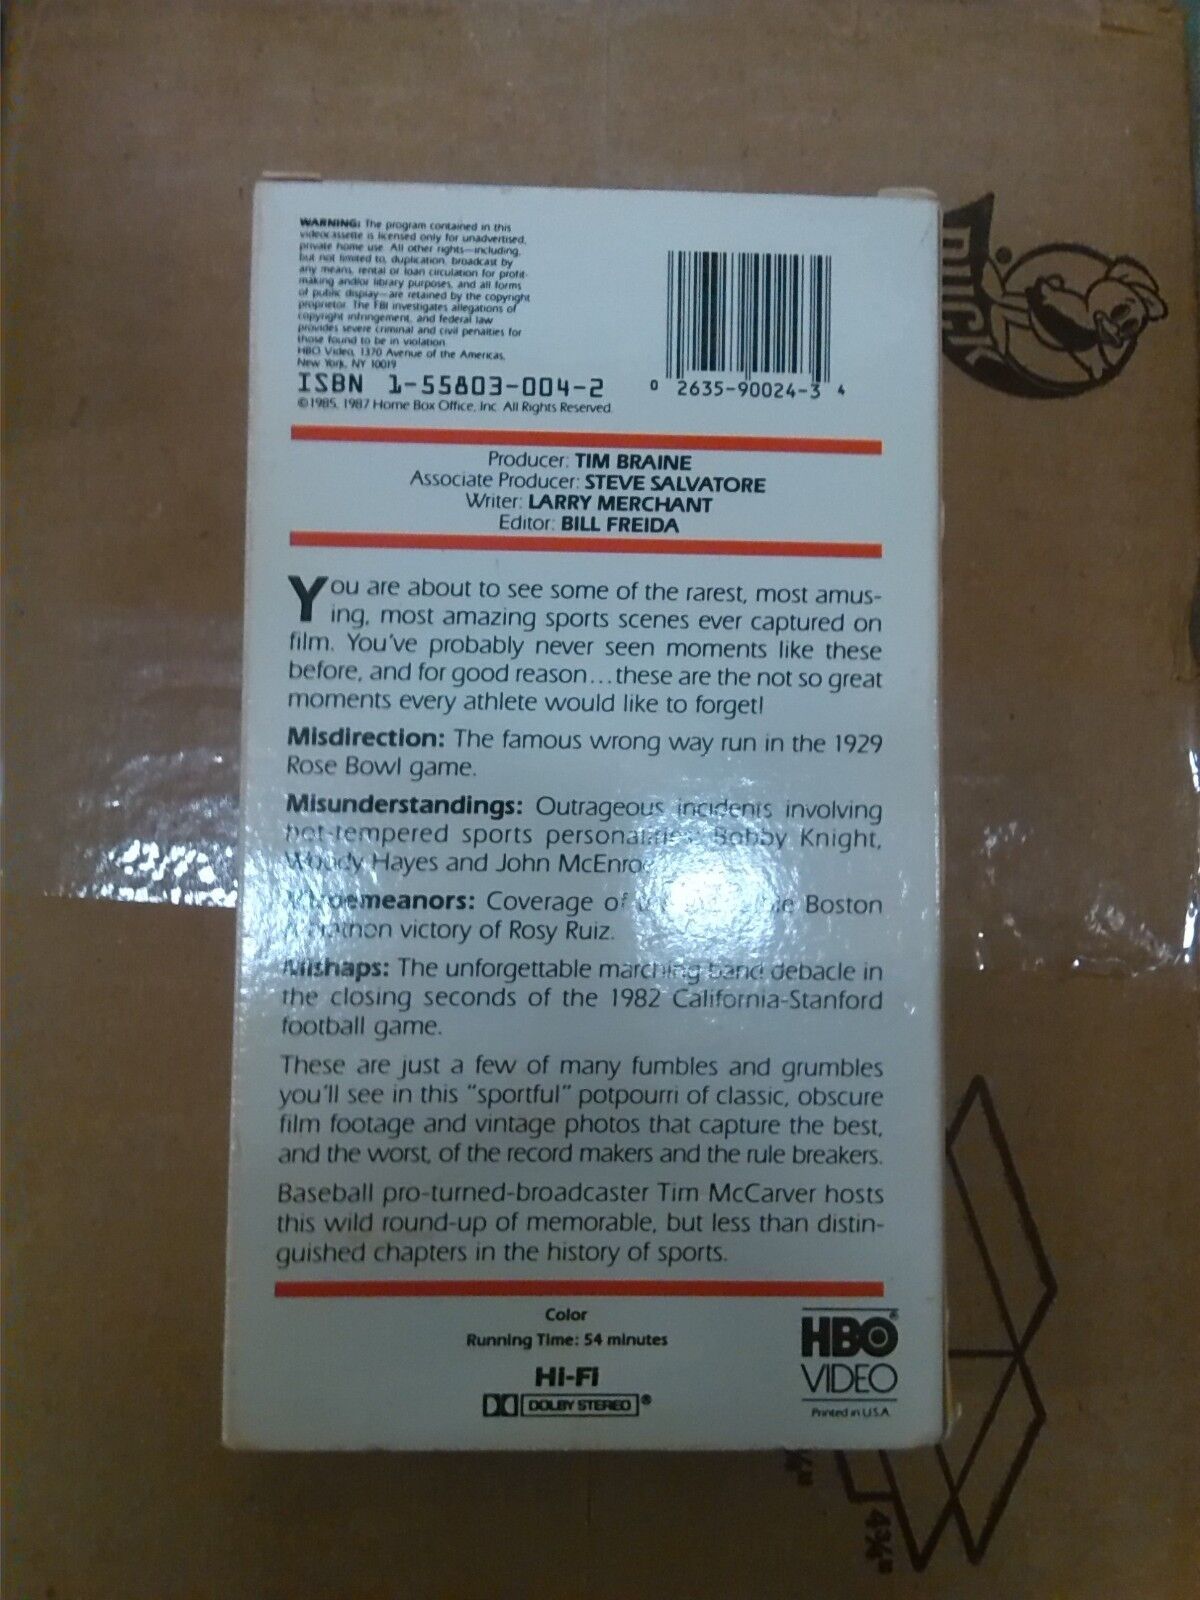 WARNING: The program contained in this
videocassette is licensed only for unadvertised,
private home use. All other rights—including,
but not limited to, duplication, broadcast by
any means, rental or loan circulation for profit-
making and/or library purposes, and all forms
of public display—are retained by the copyright
proprietor. The FBI investigates allegations of
copyright infringement, and federal law
provides severe criminal and civil penalties for
those found to be in violation.
HBO Video, 1370 Avenue of the Americas,
New York, NY 10019
ISBN 1-55803-004-2
©1985, 1987 Home Box Office, Inc. All Rights Reserved.
0 2635-90024-3 4
DUCK ®
Producer: TIM BRAINE
Associate Producer: STEVE SALVATORE
Writer: LARRY MERCHANT
Editor: BILL FREIDA
You are about to see some of the rarest, most amus-
ing, most amazing sports scenes ever captured on
film. You've probably never seen moments like these
before, and for good reason...these are the not so great
moments every athlete would like to forget!
Misdirection: The famous wrong way run in the 1929
Rose Bowl game.
Misunderstandings: Outrageous incidents involving
hot-tempered sports personalities Bobby Knight,
Woody Hayes and John McEnroe
Coverage of Boston
Marathon victory of Rosy Ruiz.
Mishaps: The unforgettable marching band debacle in
the closing seconds of the 1982 California-Stanford
football game.
These are just a few of many fumbles and grumbles
you'll see in this "sportful" potpourri of classic, obscure
film footage and vintage photos that capture the best,
and the worst, of the record makers and the rule breakers.
Baseball pro-turned-broadcaster Tim McCarver hosts
this wild round-up of memorable, but less than distin-
guished chapters in the history of sports.
Color
Running Time: 54 minutes
Hi-Fi
DOLBY STEREO®
HBO®
VIDEO
Printed in U.S.A.
4¾"